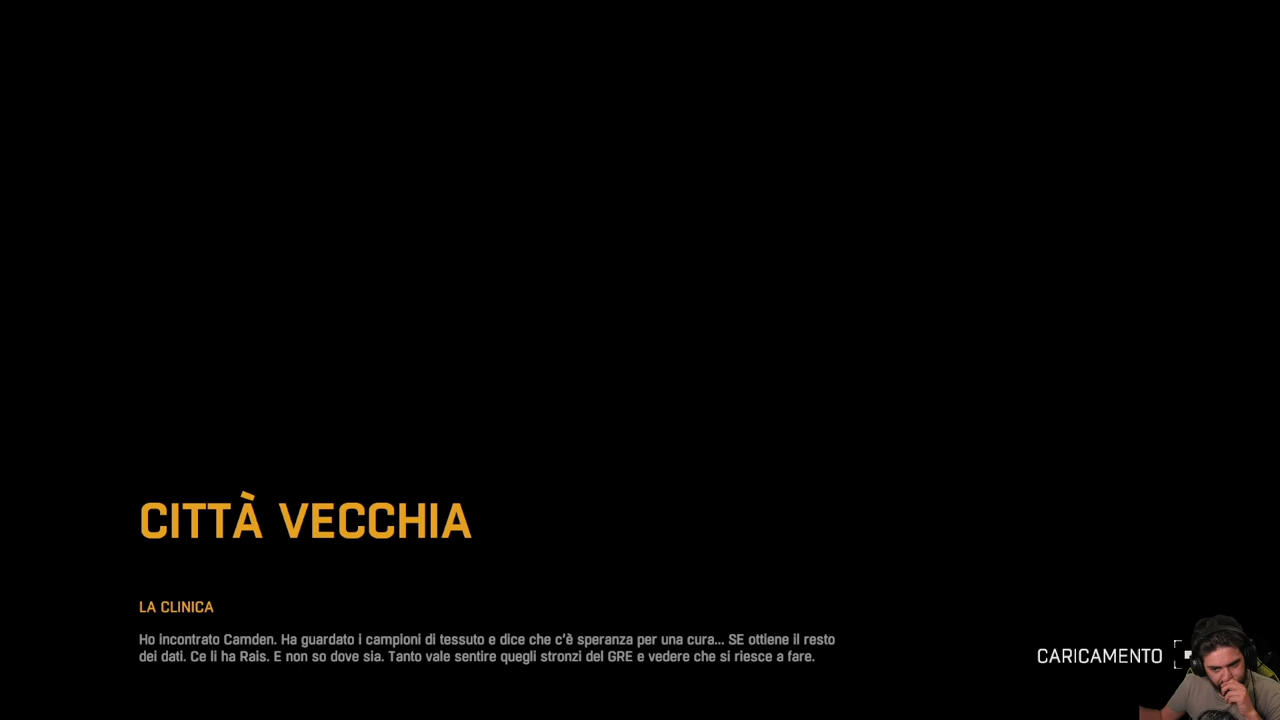 CITTÀ VECCHIA
LA CLINICA
Ho incontrato Camden. Ha guardato i campioni di tessuto e dice che c'è speranza per una cura... SE ottiene il resto
dei dati. Ce li ha Rais. E non so dove sia. Tanto vale sentire quegli stronzi del GRE e vedere che si riesce a fare.
CARICAMENTO